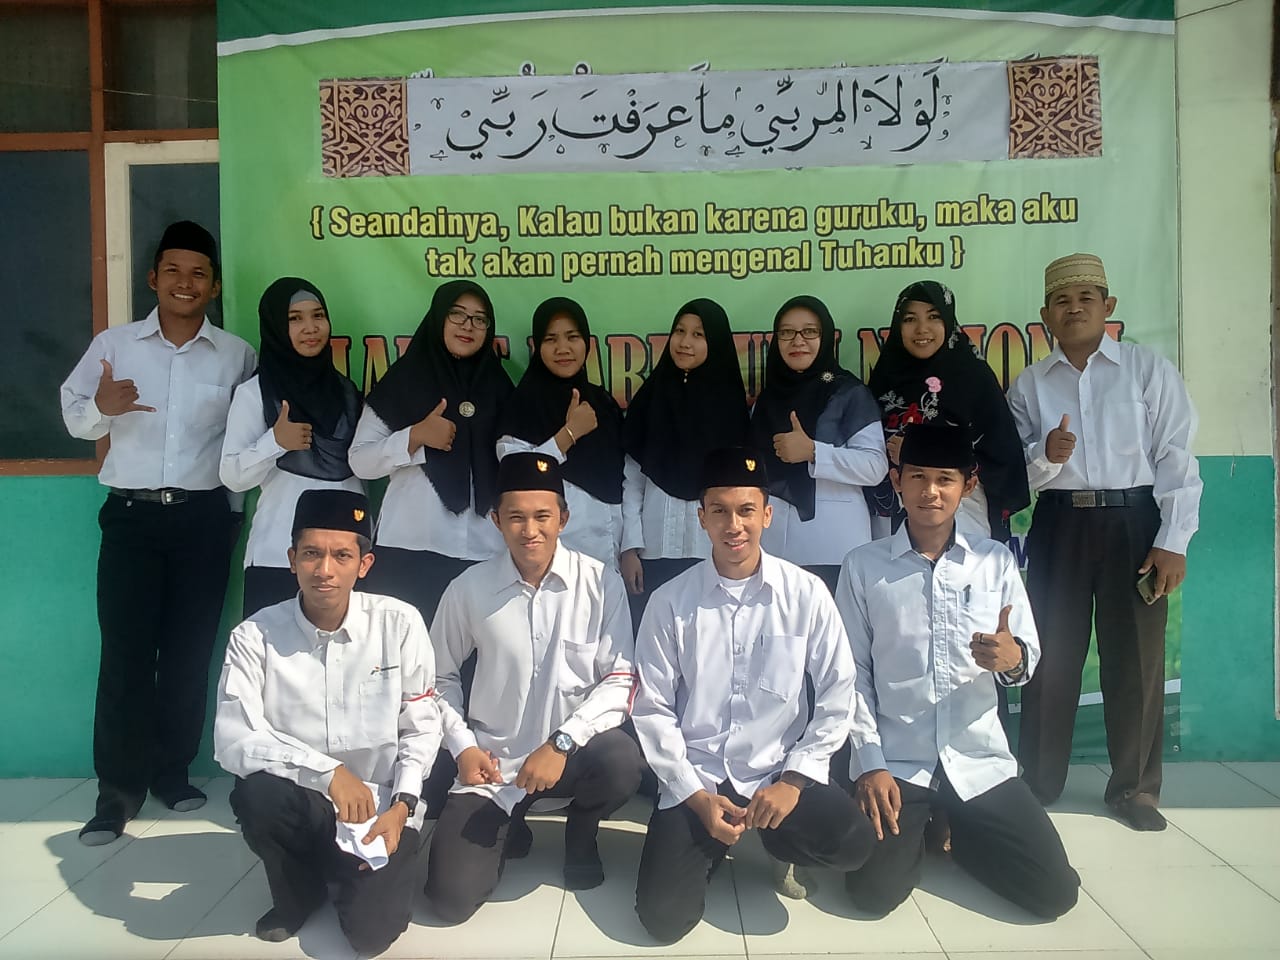 لَوْلَا الْمُرَبِّيْ مَا عَرَفْتَ رَبِّيْ
{ Seandainya, Kalau bukan karena guruku, maka aku
tak akan pernah mengenal Tuhanku }